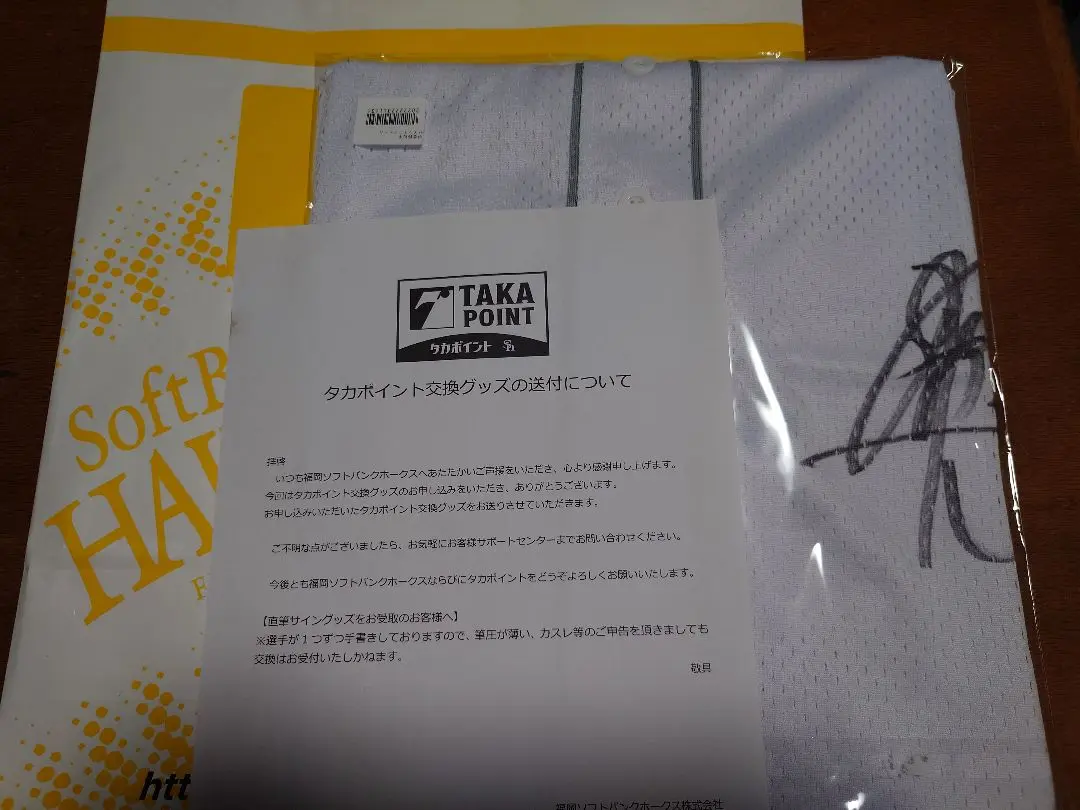 SoftB
HA
F
htt
TAKA
POINT
タカポイント
タカポイント交換グッズの送付について
拝啓
いつも福岡ソフトバンクホークスへあたたかいご声援をいただき、心より感謝申し上げます。
今回はタカポイント交換グッズのお申し込みをいただき、ありがとうございます。
お申し込みいただいたタカポイント交換グッズをお送りさせていただきます。
ご不明な点がございましたら、お気軽にお客様サポートセンターまでお問い合わせください。
今後とも福岡ソフトバンクホークスならびにタカポイントをどうぞよろしくお願いいたします。
【直筆サイングッズをお受取のお客様へ】
※選手が１つずつ手書きしておりますので、筆圧が薄い、カスレ等のご申告を頂きましても
交換はお受付いたしかねます。
敬具
福岡ソフトバンクホークス株式会社